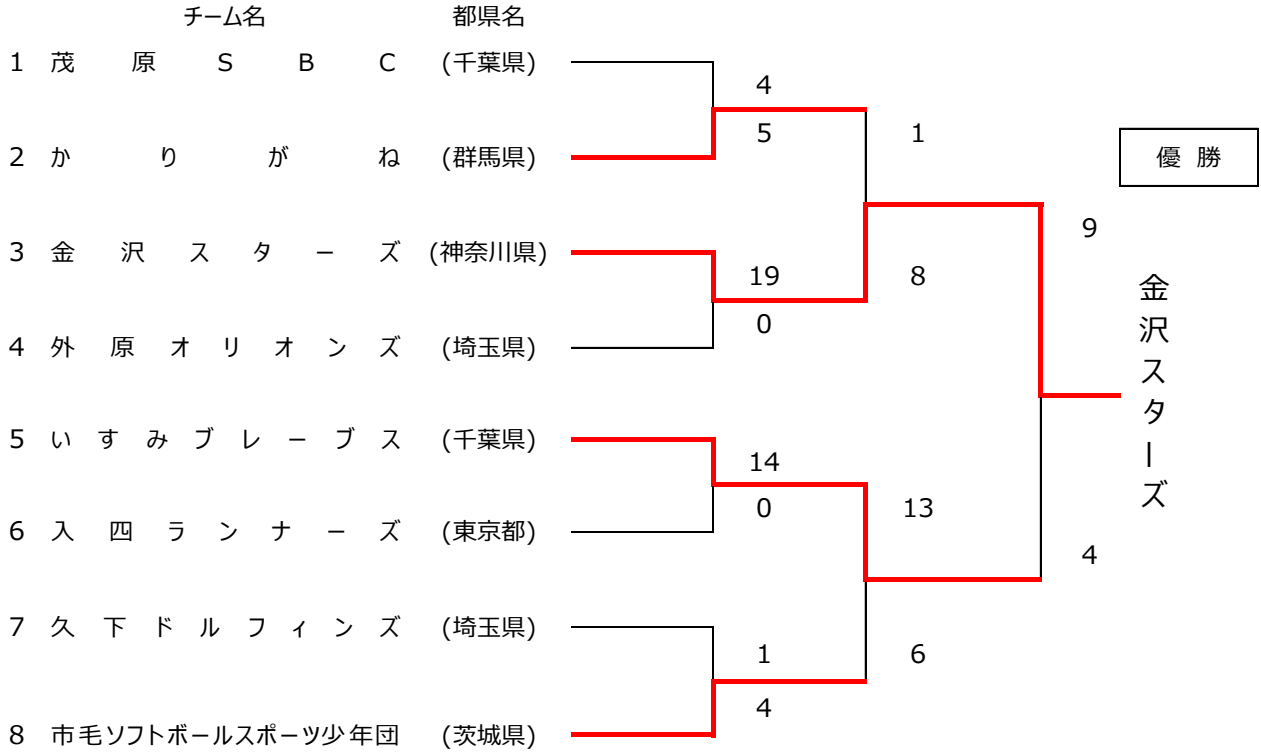 チーム名 都県名
1 茂原SBC (千葉県)
4
5
1
2 かりがね (群馬県)
優勝
9
3 金沢スターズ (神奈川県)
19
8
0
4 外原オリオンズ (埼玉県)
金沢スターズ
5 いすみブレーブス (千葉県)
14
0
13
6 入四ランナーズ (東京都)
4
7 久下ドルフィンズ (埼玉県)
1
6
4
8 市毛ソフトボールスポーツ少年団 (茨城県)